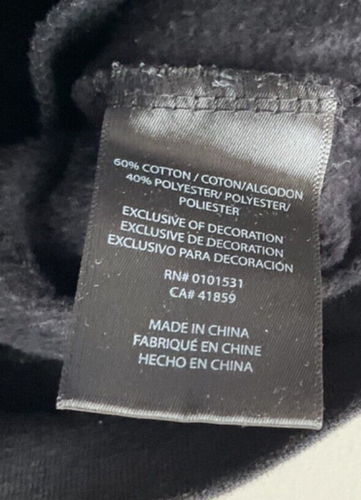 60% COTTON / COTON/ALGODON
40% POLYESTER/ POLYESTER/
POLIESTER
EXCLUSIVE OF DECORATION
EXCLUSIVE DE DECORATION
EXCLUSIVO PARA DECORACIÓN
RN# 0101531
CA# 41859
MADE IN CHINA
FABRIQUÉ EN CHINE
HECHO EN CHINA